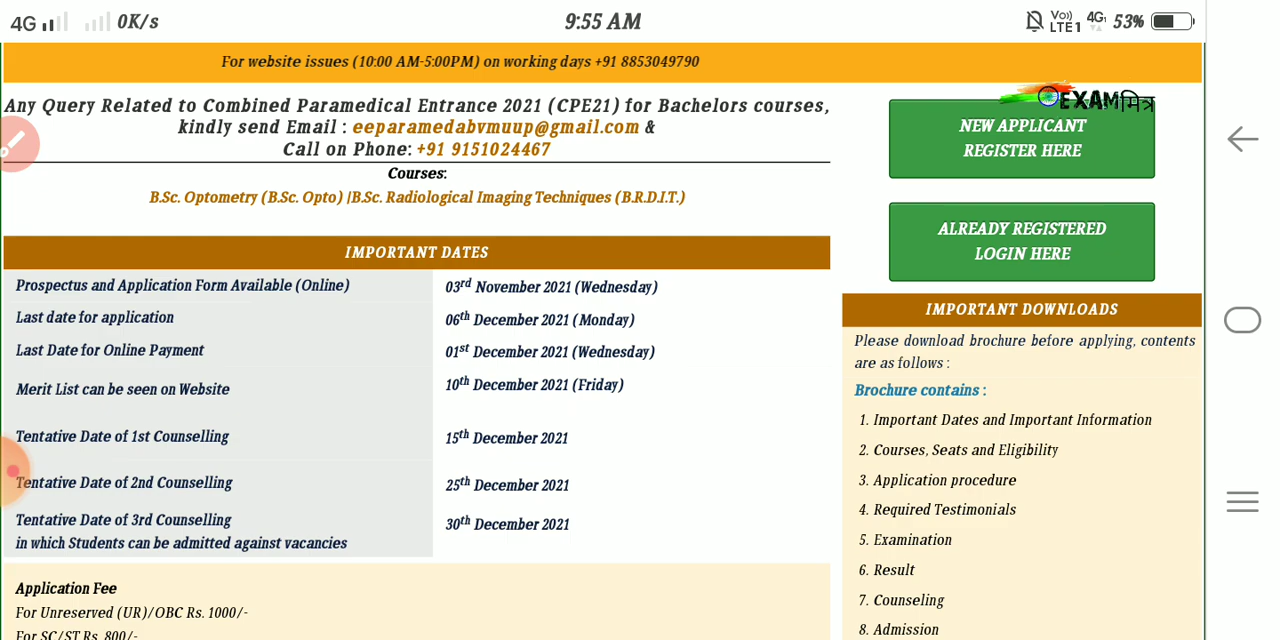 4G 0K/s 9:55 AM Vo) LTE1 4G 53%
For website issues (10:00 AM-5:00PM) on working days +91 8853049790
Any Query Related to Combined Paramedical Entrance 2021 (CPE21) for Bachelors courses,
kindly send Email : eeparamedabvmuup@gmail.com &
Call on Phone: +91 9151024467
Courses:
B.Sc. Optometry (B.Sc. Opto) |B.Sc. Radiological Imaging Techniques (B.R.D.I.T.)
EXAMमित्र
NEW APPLICANT
REGISTER HERE
ALREADY REGISTERED
LOGIN HERE
IMPORTANT DATES
Prospectus and Application Form Available (Online) 03rd November 2021 (Wednesday)
Last date for application 06th December 2021 (Monday)
Last Date for Online Payment 01st December 2021 (Wednesday)
Merit List can be seen on Website 10th December 2021 (Friday)
Tentative Date of 1st Counselling 15th December 2021
Tentative Date of 2nd Counselling 25th December 2021
Tentative Date of 3rd Counselling 30th December 2021
in which Students can be admitted against vacancies
Application Fee
For Unreserved (UR)/OBC Rs. 1000/-
For SC/ST Rs. 800/-
IMPORTANT DOWNLOADS
Please download brochure before applying, contents
are as follows :
Brochure contains :
1. Important Dates and Important Information
2. Courses, Seats and Eligibility
3. Application procedure
4. Required Testimonials
5. Examination
6. Result
7. Counseling
8. Admission